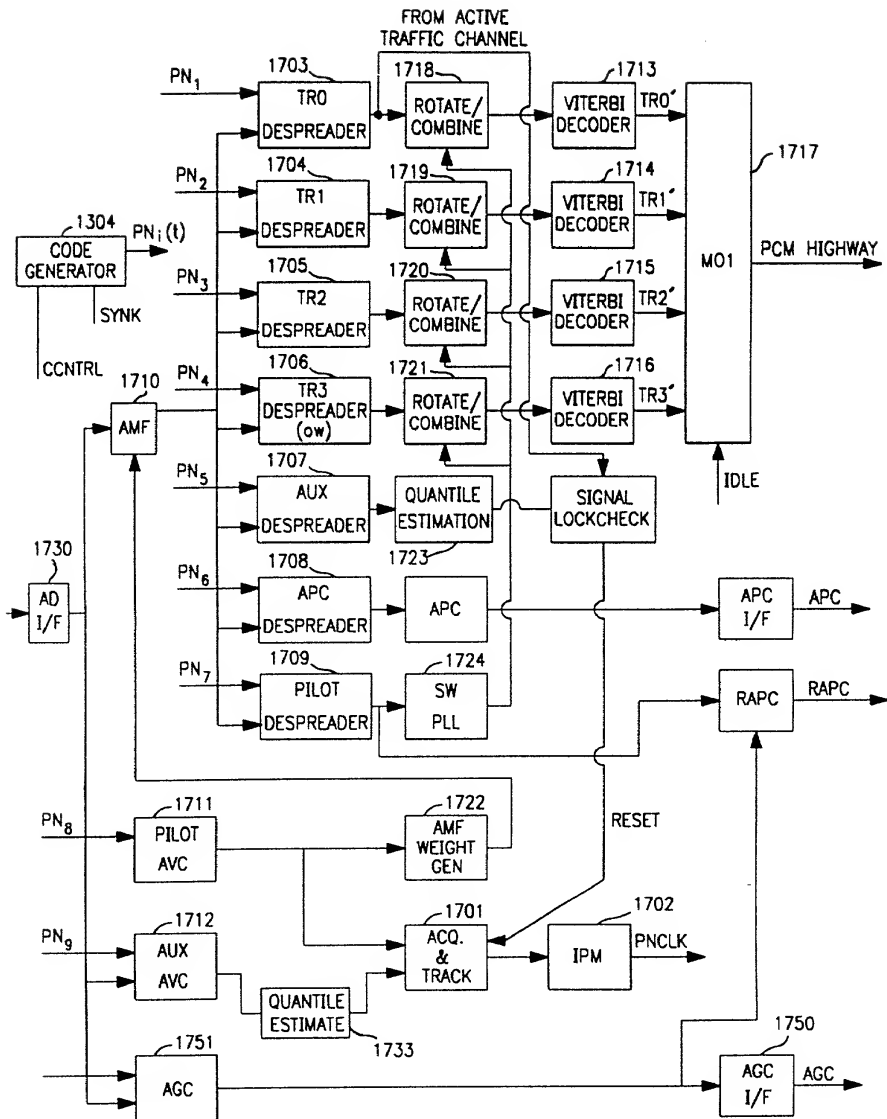 FROM ACTIVE
TRAFFIC CHANNEL
1703
1718
1713
PN1
TR0
DESPREADER
ROTATE/
COMBINE
VITERBI
DECODER
TR0'
1717
1704
1719
1714
PN2
TR1
DESPREADER
ROTATE/
COMBINE
VITERBI
DECODER
TR1'
1304
CODE
GENERATOR
PNi(t)
SYNK
CCNTRL
M01
PCM HIGHWAY
1705
1720
1715
PN3
TR2
DESPREADER
ROTATE/
COMBINE
VITERBI
DECODER
TR2'
1706
1721
1716
PN4
TR3
DESPREADER
(OW)
ROTATE/
COMBINE
VITERBI
DECODER
TR3'
1710
AMF
IDLE
1707
PN5
AUX
DESPREADER
QUANTILE
ESTIMATION
1723
SIGNAL
LOCKCHECK
1730
AD
I/F
1708
PN6
APC
DESPREADER
APC
APC
I/F
APC
1709
1724
PN7
PILOT
DESPREADER
SW
PLL
RAPC
RAPC
RESET
1711
1722
PN8
PILOT
AVC
AMF
WEIGHT
GEN
1712
1701
1702
PN9
AUX
AVC
ACQ.
&
TRACK
IPM
PNCLK
QUANTILE
ESTIMATE
1733
1751
1750
AGC
AGC
I/F
AGC